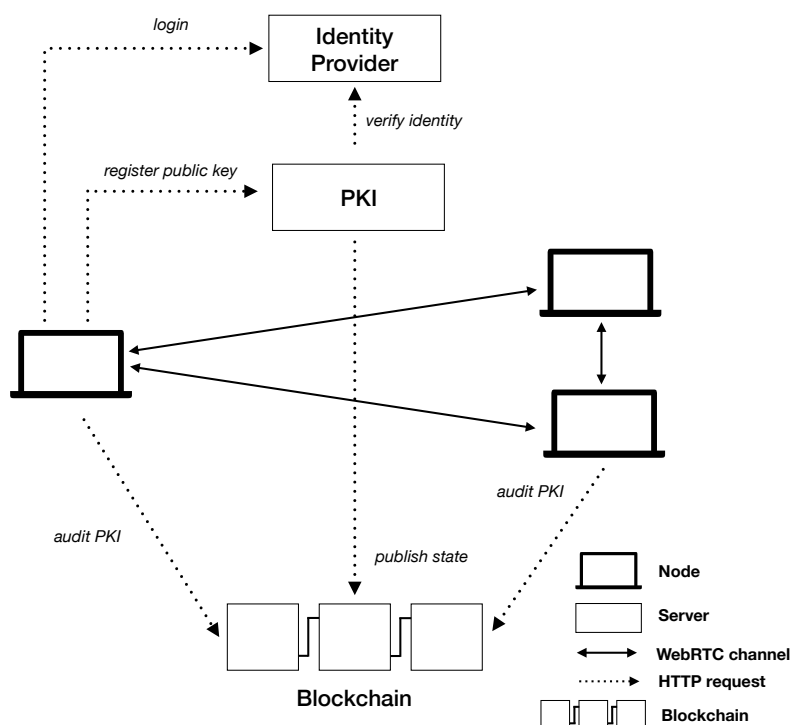 login
Identity
Provider
verify identity
register public key
PKI
audit PKI
audit PKI
publish state
Blockchain
Node
Server
WebRTC channel
HTTP request
Blockchain